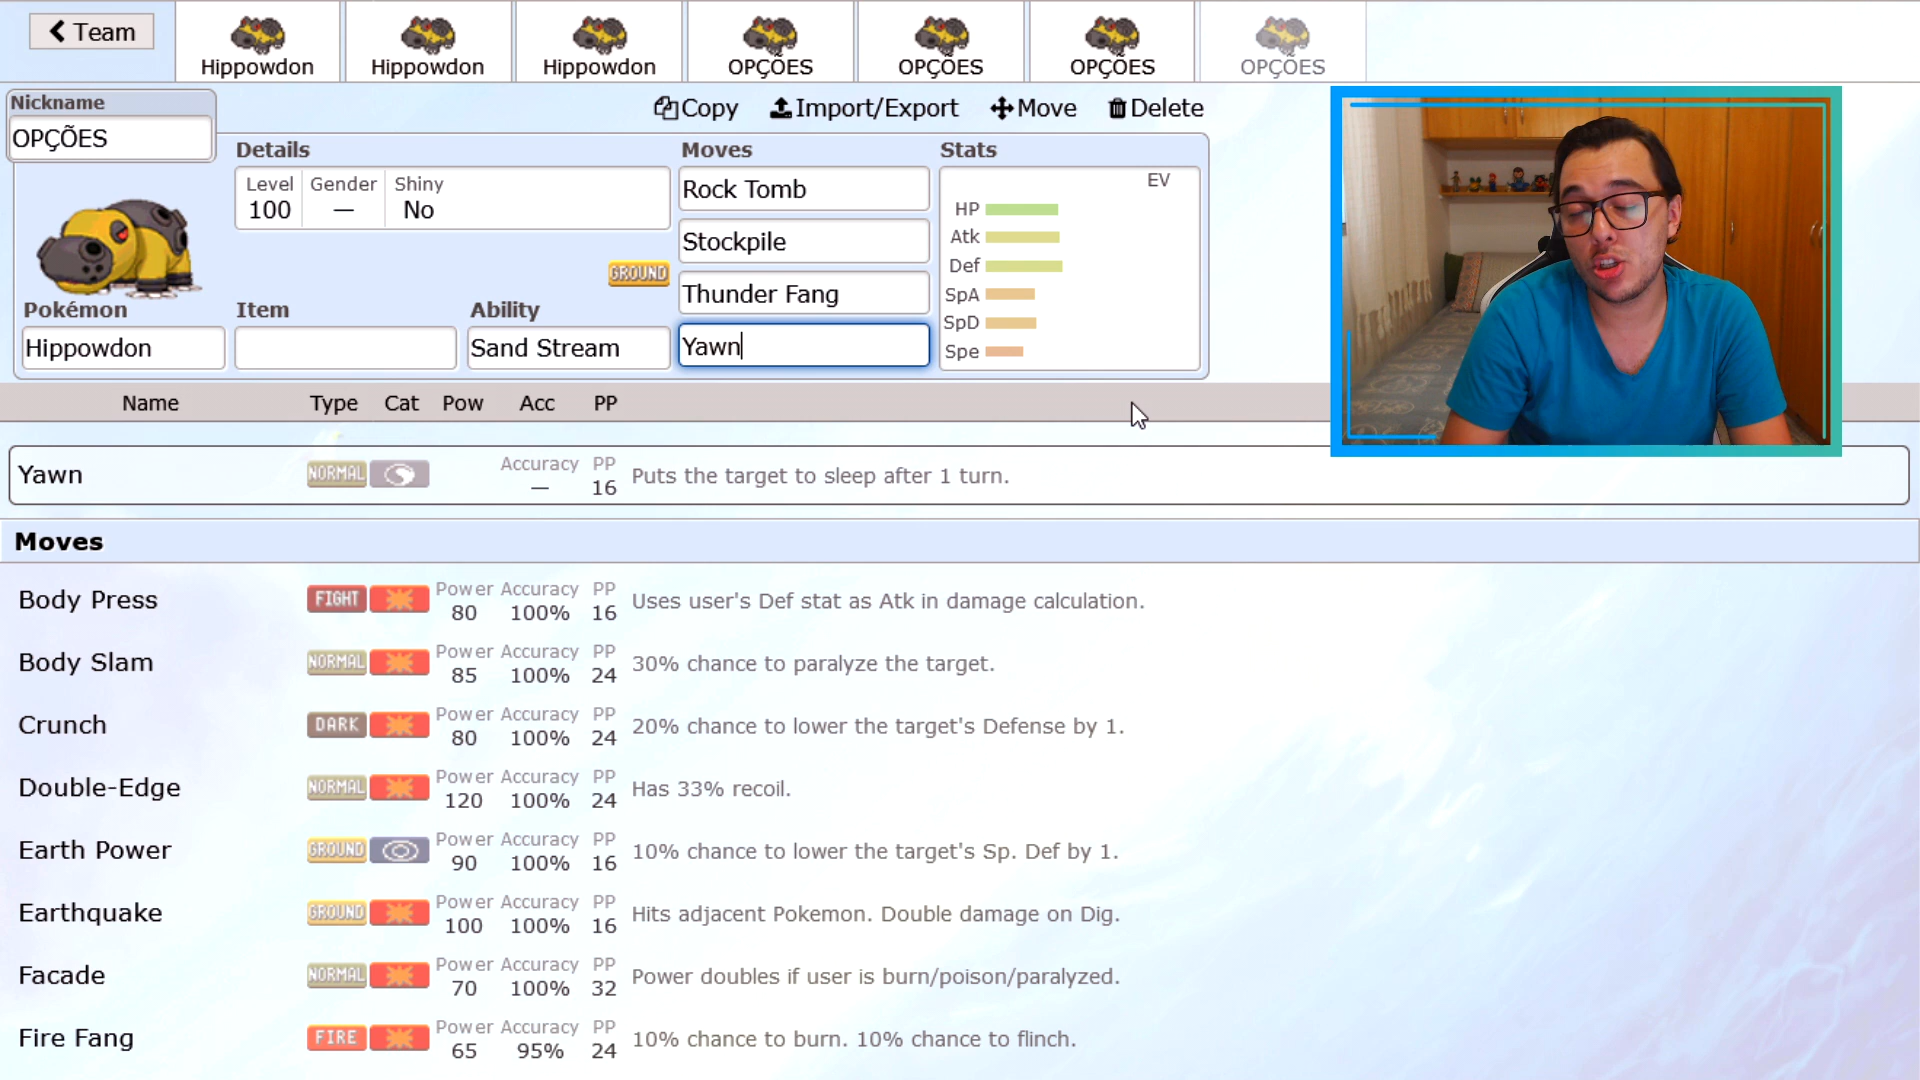 Team
Hippowdon
Hippowdon
Hippowdon
OPÇÕES
OPÇÕES
OPÇÕES
OPÇÕES
Nickname
OPÇÕES
Copy
Import/Export
Move
Delete
Details
Level
100
Gender
—
Shiny
No
GROUND
Pokémon
Hippowdon
Item
Ability
Sand Stream
Moves
Rock Tomb
Stockpile
Thunder Fang
Yawn
Stats
EV
HP
Atk
Def
SpA
SpD
Spe
Name Type Cat Pow Acc PP
Yawn NORMAL Accuracy — PP 16 Puts the target to sleep after 1 turn.
Moves
Body Press FIGHT Power 80 Accuracy 100% PP 16 Uses user's Def stat as Atk in damage calculation.
Body Slam NORMAL Power 85 Accuracy 100% PP 24 30% chance to paralyze the target.
Crunch DARK Power 80 Accuracy 100% PP 24 20% chance to lower the target's Defense by 1.
Double-Edge NORMAL Power 120 Accuracy 100% PP 24 Has 33% recoil.
Earth Power GROUND Power 90 Accuracy 100% PP 16 10% chance to lower the target's Sp. Def by 1.
Earthquake GROUND Power 100 Accuracy 100% PP 16 Hits adjacent Pokemon. Double damage on Dig.
Facade NORMAL Power 70 Accuracy 100% PP 32 Power doubles if user is burn/poison/paralyzed.
Fire Fang FIRE Power 65 Accuracy 95% PP 24 10% chance to burn. 10% chance to flinch.